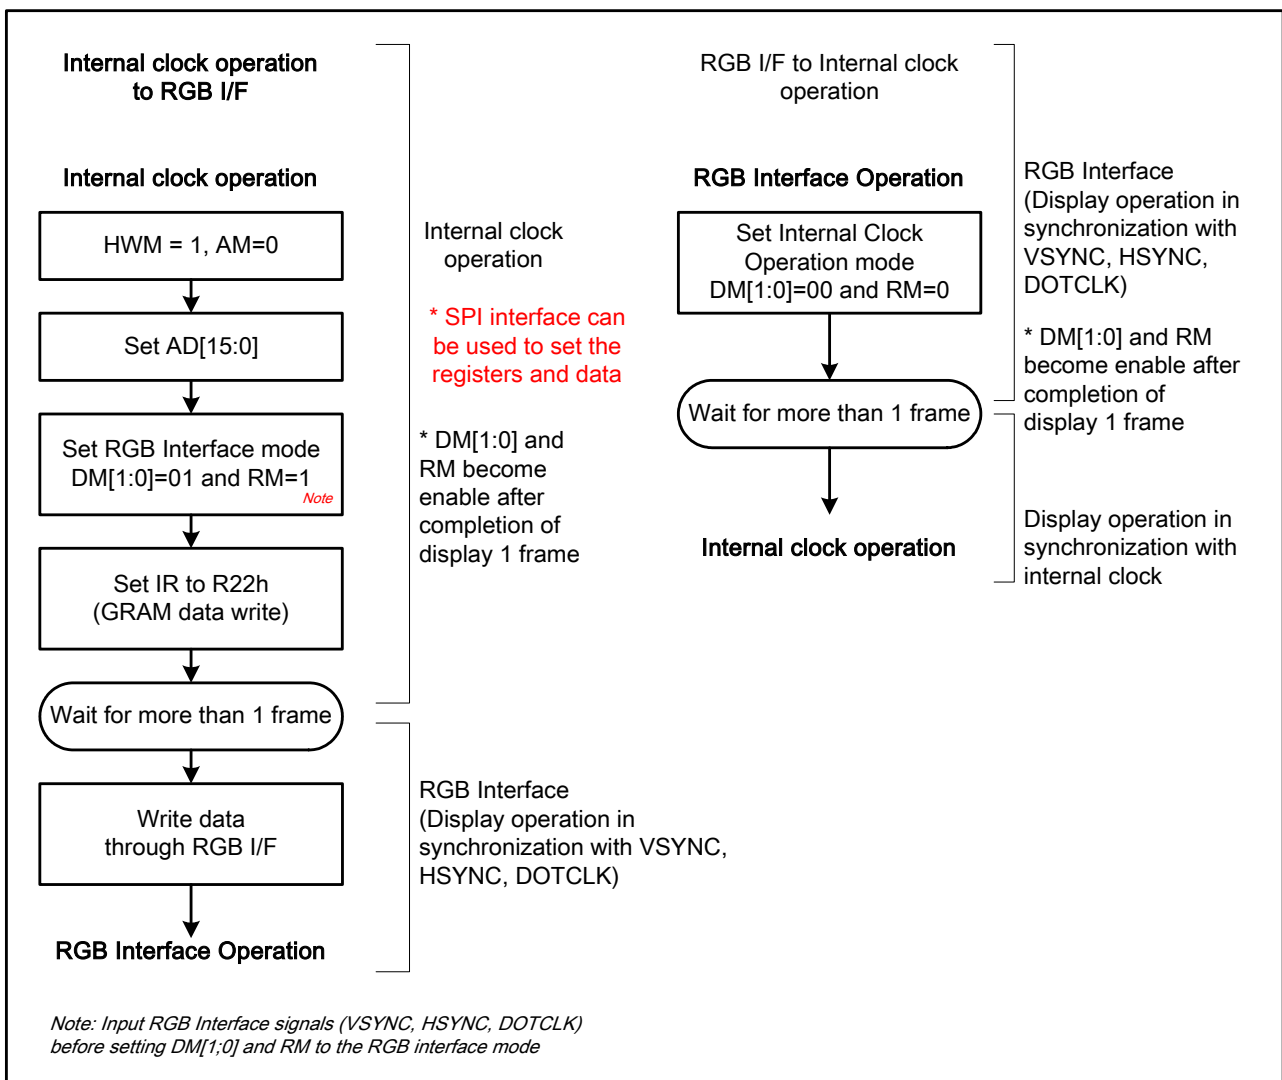 Internal clock operation
to RGB I/F
Internal clock operation
HWM = 1, AM=0
Set AD[15:0]
Set RGB Interface mode
DM[1:0]=01 and RM=1
Note
Set IR to R22h
(GRAM data write)
Wait for more than 1 frame
Write data
through RGB I/F
RGB Interface Operation
Internal clock
operation
* SPI interface can
be used to set the
registers and data
* DM[1:0] and
RM become
enable after
completion of
display 1 frame
RGB Interface
(Display operation in
synchronization with VSYNC,
HSYNC, DOTCLK)
RGB I/F to Internal clock
operation
RGB Interface Operation
Set Internal Clock
Operation mode
DM[1:0]=00 and RM=0
Wait for more than 1 frame
Internal clock operation
RGB Interface
(Display operation in
synchronization with
VSYNC, HSYNC,
DOTCLK)
* DM[1:0] and RM
become enable after
completion of
display 1 frame
Display operation in
synchronization with
internal clock
Note: Input RGB Interface signals (VSYNC, HSYNC, DOTCLK)
before setting DM[1;0] and RM to the RGB interface mode